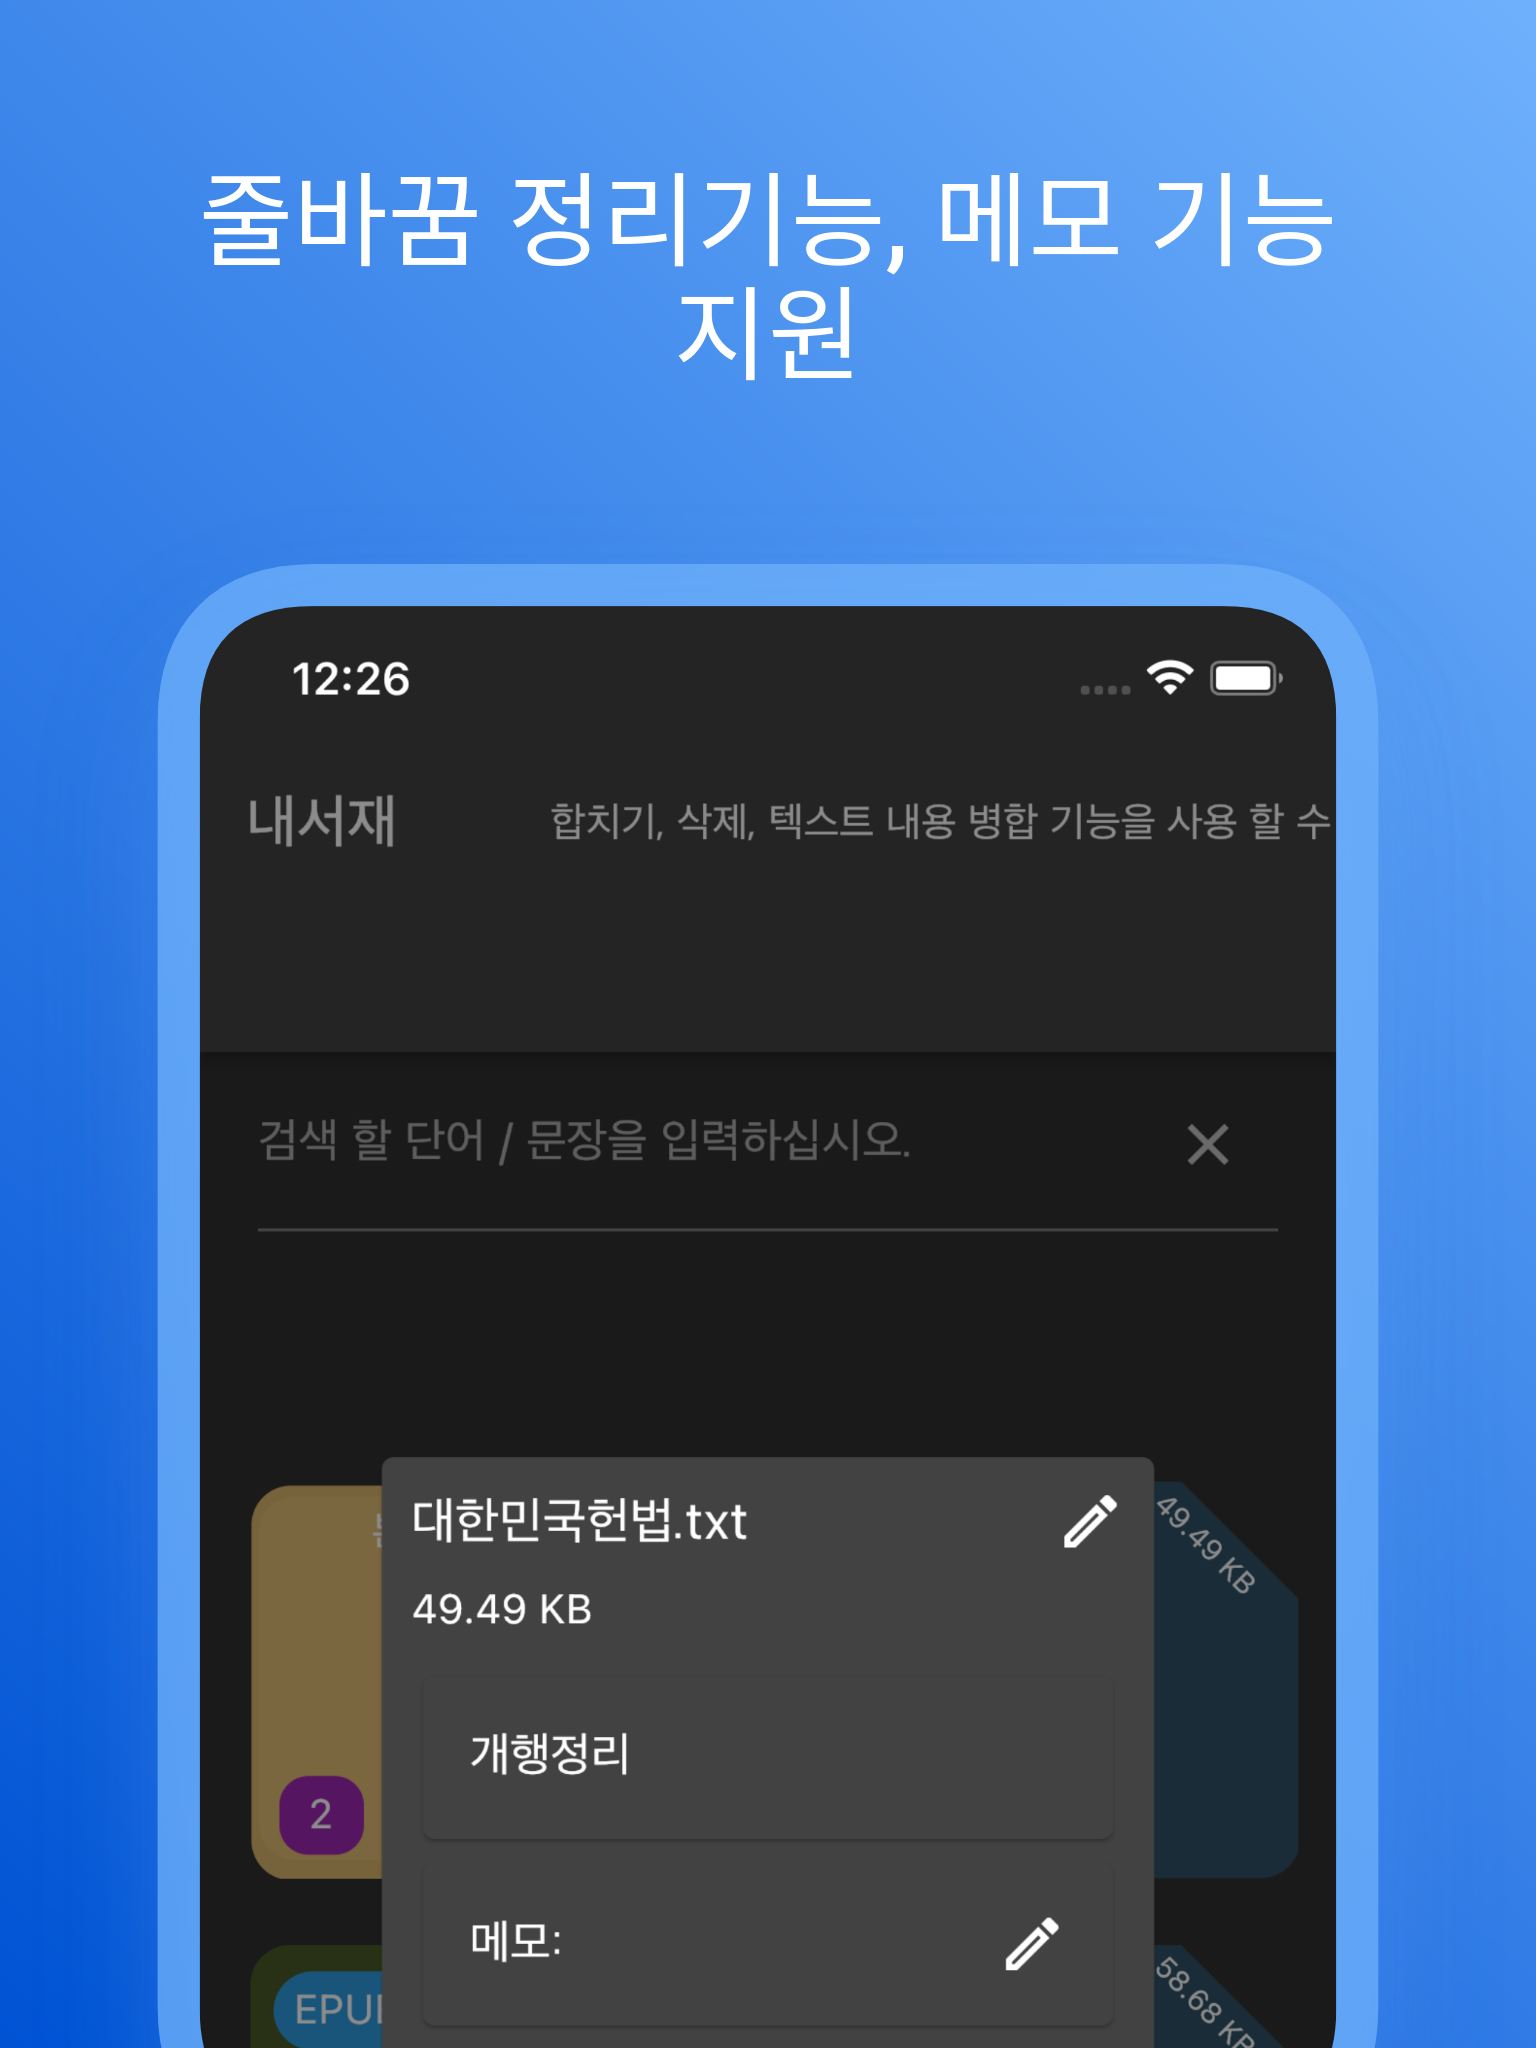 줄바꿈 정리기능, 메모 기능
지원
12:26
내서재
합치기, 삭제, 텍스트 내용 병합 기능을 사용 할 수
검색 할 단어 / 문장을 입력하십시오.
대한민국헌법.txt
49.49 KB
49.49 KB
개행정리
2
메모:
58.68 KB